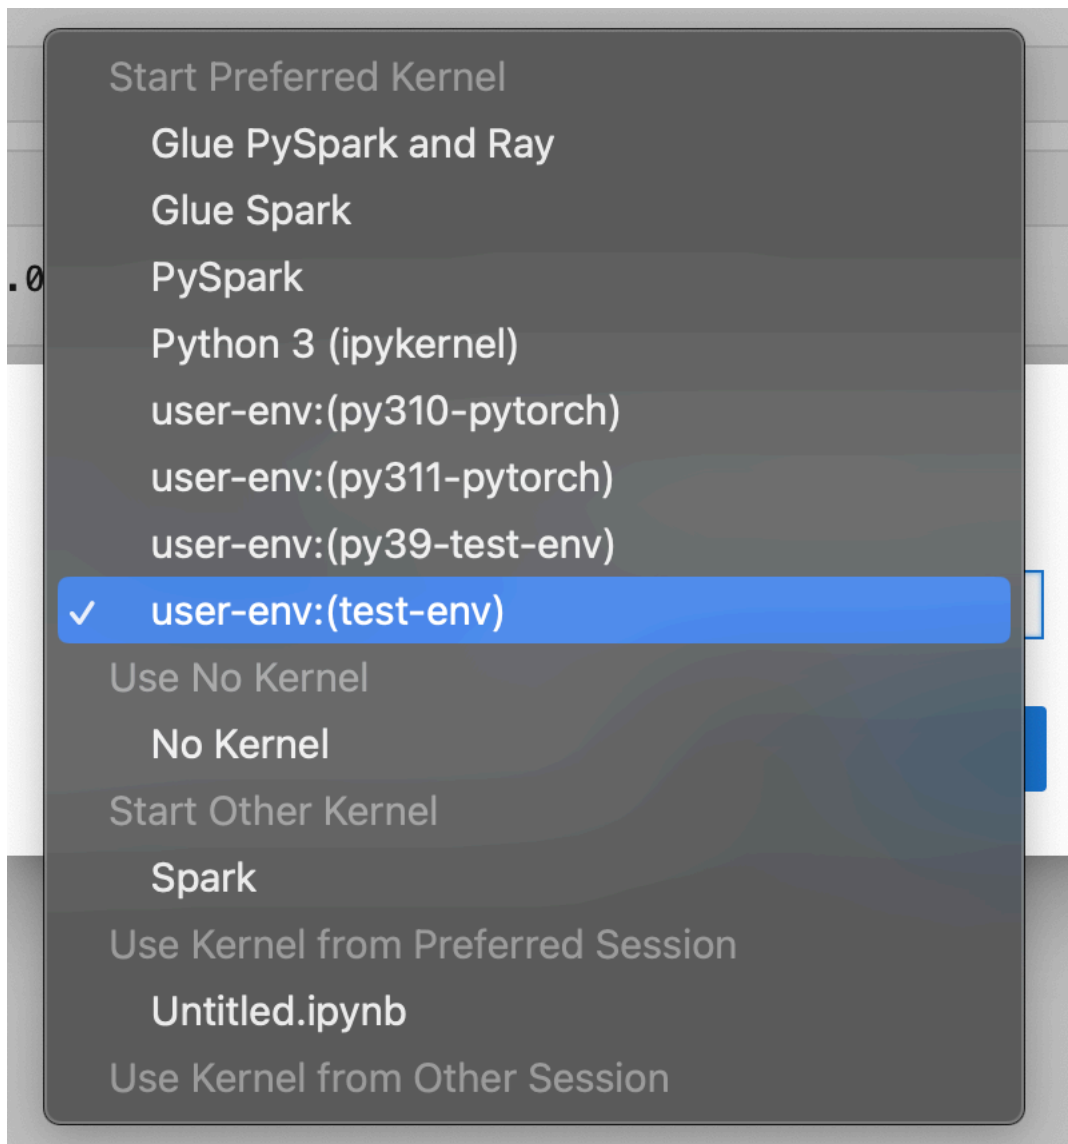 Start Preferred Kernel
Glue PySpark and Ray
Glue Spark
PySpark
.0
Python 3 (ipykernel)
user-env:(py310-pytorch)
user-env:(py311-pytorch)
user-env:(py39-test-env)
✓ user-env:(test-env)
Use No Kernel
No Kernel
Start Other Kernel
Spark
Use Kernel from Preferred Session
Untitled.ipynb
Use Kernel from Other Session